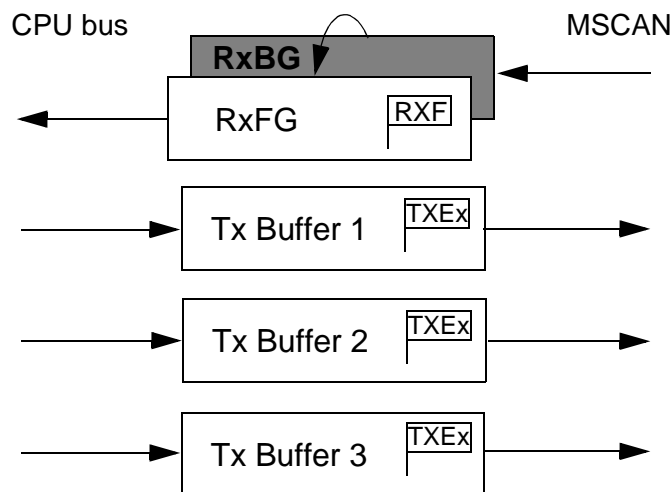 CPU bus
MSCAN
RxBG
RxFG
RXF
Tx Buffer 1
TXEx
Tx Buffer 2
TXEx
Tx Buffer 3
TXEx